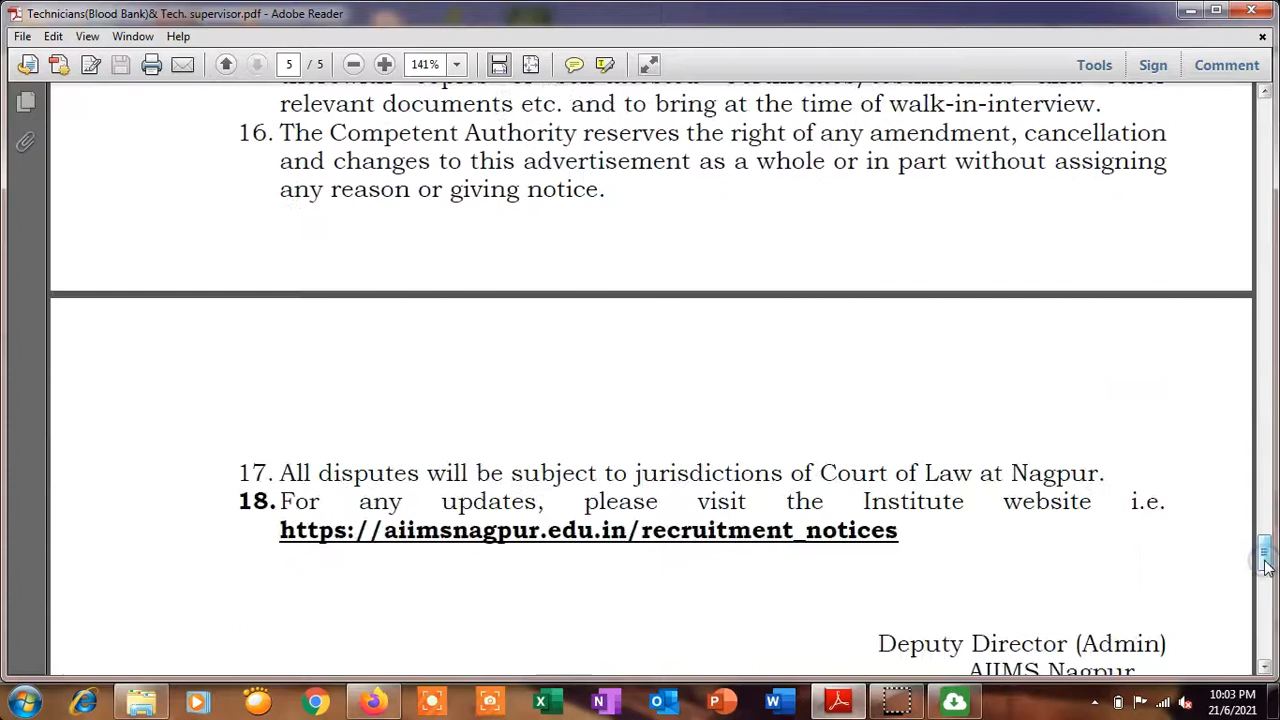 Technicians(Blood Bank)& Tech. supervisor.pdf - Adobe Reader
File Edit View Window Help
5 / 5 141% Tools Sign Comment
relevant documents etc. and to bring at the time of walk-in-interview.
16. The Competent Authority reserves the right of any amendment, cancellation
and changes to this advertisement as a whole or in part without assigning
any reason or giving notice.
17. All disputes will be subject to jurisdictions of Court of Law at Nagpur.
18. For any updates, please visit the Institute website i.e.
https://aiimsnagpur.edu.in/recruitment_notices
Deputy Director (Admin)
AIIMS Nagpur
10:03 PM
21/6/2021